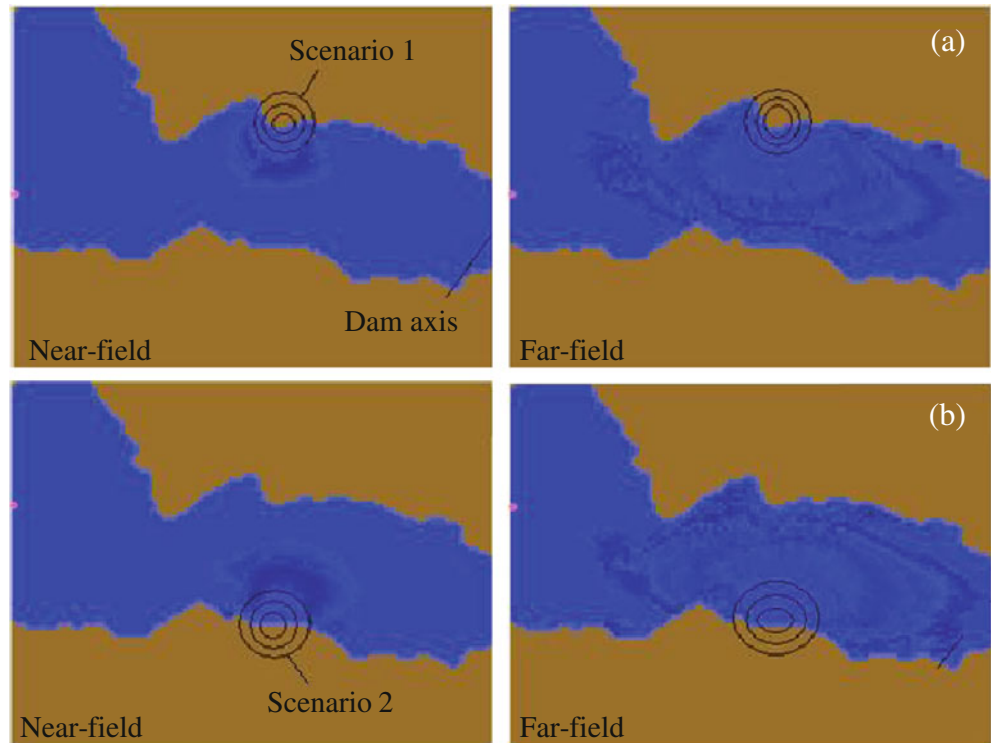 Scenario 1
(a)
Dam axis
Near-field
Far-field
(b)
Scenario 2
Near-field
Far-field